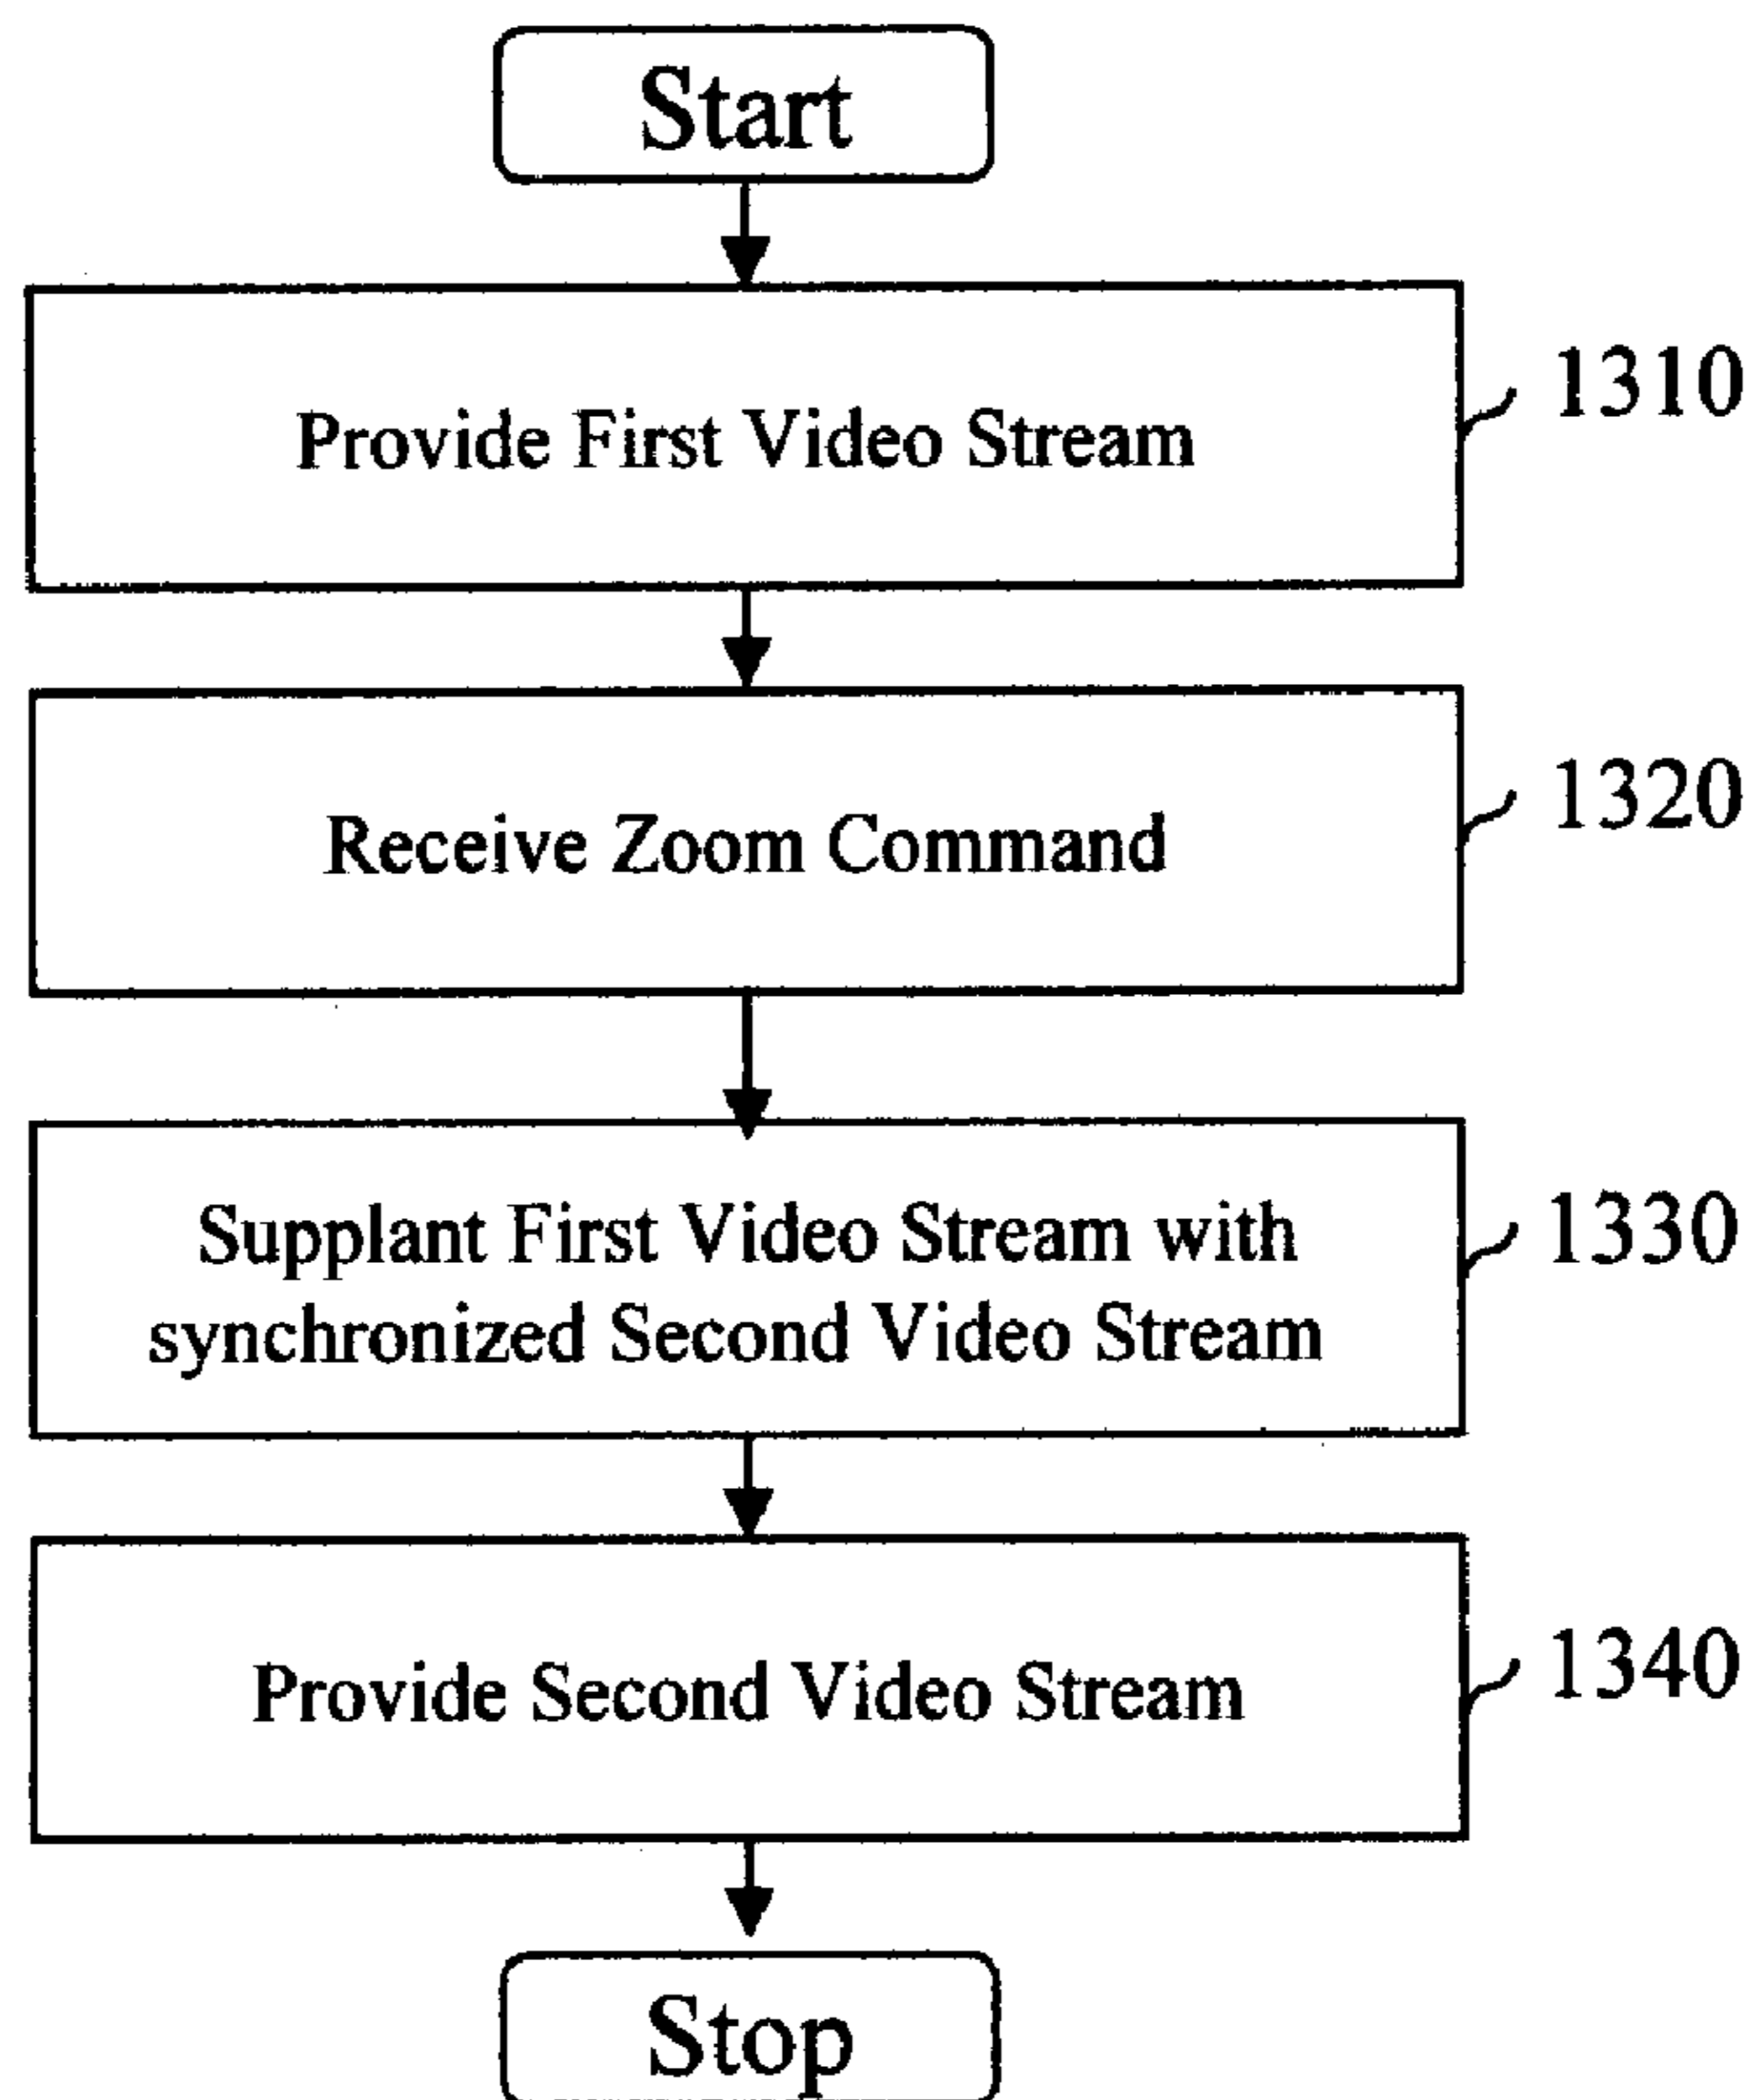 Start
Provide First Video Stream
1310
Receive Zoom Command
1320
Supplant First Video Stream with
synchronized Second Video Stream
1330
Provide Second Video Stream
1340
Stop